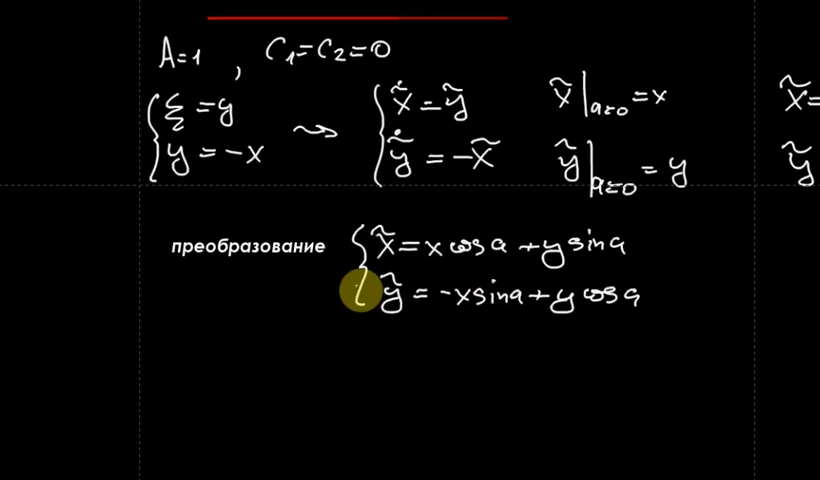 A=1 , C₁=C₂=0
{ ξ = y ⇝ { ẋ̃ = ỹ x̃|ₐ₌₀ = x x̃=
y = -x ẏ̃ = -x̃ ỹ|ₐ₌₀ = y ỹ
преобразование { x̃ = x cos a + y sin a
ỹ = -x sin a + y cos a